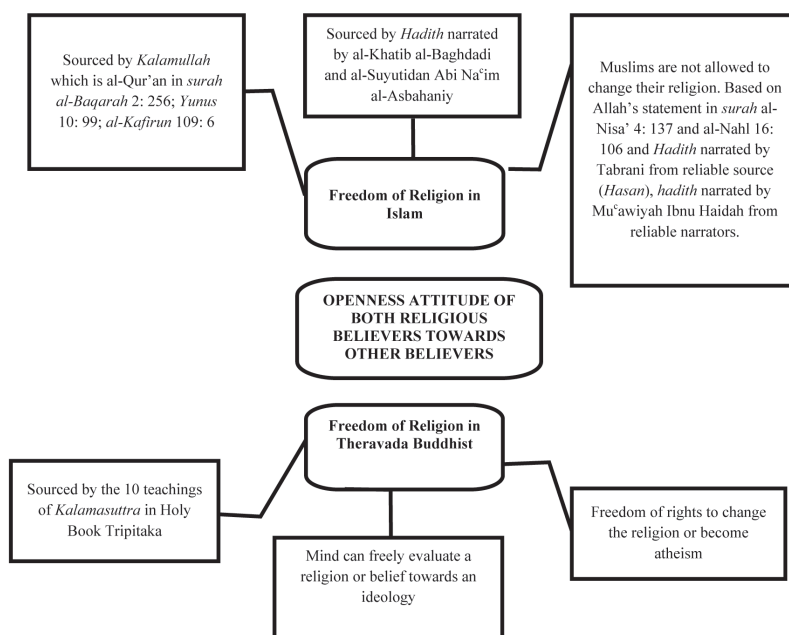 Sourced by Kalamullah
which is al-Qur'an in surah
al-Baqarah 2: 256; Yunus
10: 99; al-Kafirun 109: 6
Sourced by Hadith narrated
by al-Khatib al-Baghdadi
and al-Suyutidan Abi Naᶜim
al-Asbahaniy
Muslims are not allowed to
change their religion. Based on
Allah's statement in surah al-
Nisa' 4: 137 and al-Nahl 16:
106 and Hadith narrated by
Tabrani from reliable source
(Hasan), hadith narrated by
Muᶜawiyah Ibnu Haidah from
reliable narrators.
Freedom of Religion in
Islam
OPENNESS ATTITUDE OF
BOTH RELIGIOUS
BELIEVERS TOWARDS
OTHER BELIEVERS
Freedom of Religion in
Theravada Buddhist
Sourced by the 10 teachings
of Kalamasuttra in Holy
Book Tripitaka
Mind can freely evaluate a
religion or belief towards an
ideology
Freedom of rights to change
the religion or become
atheism